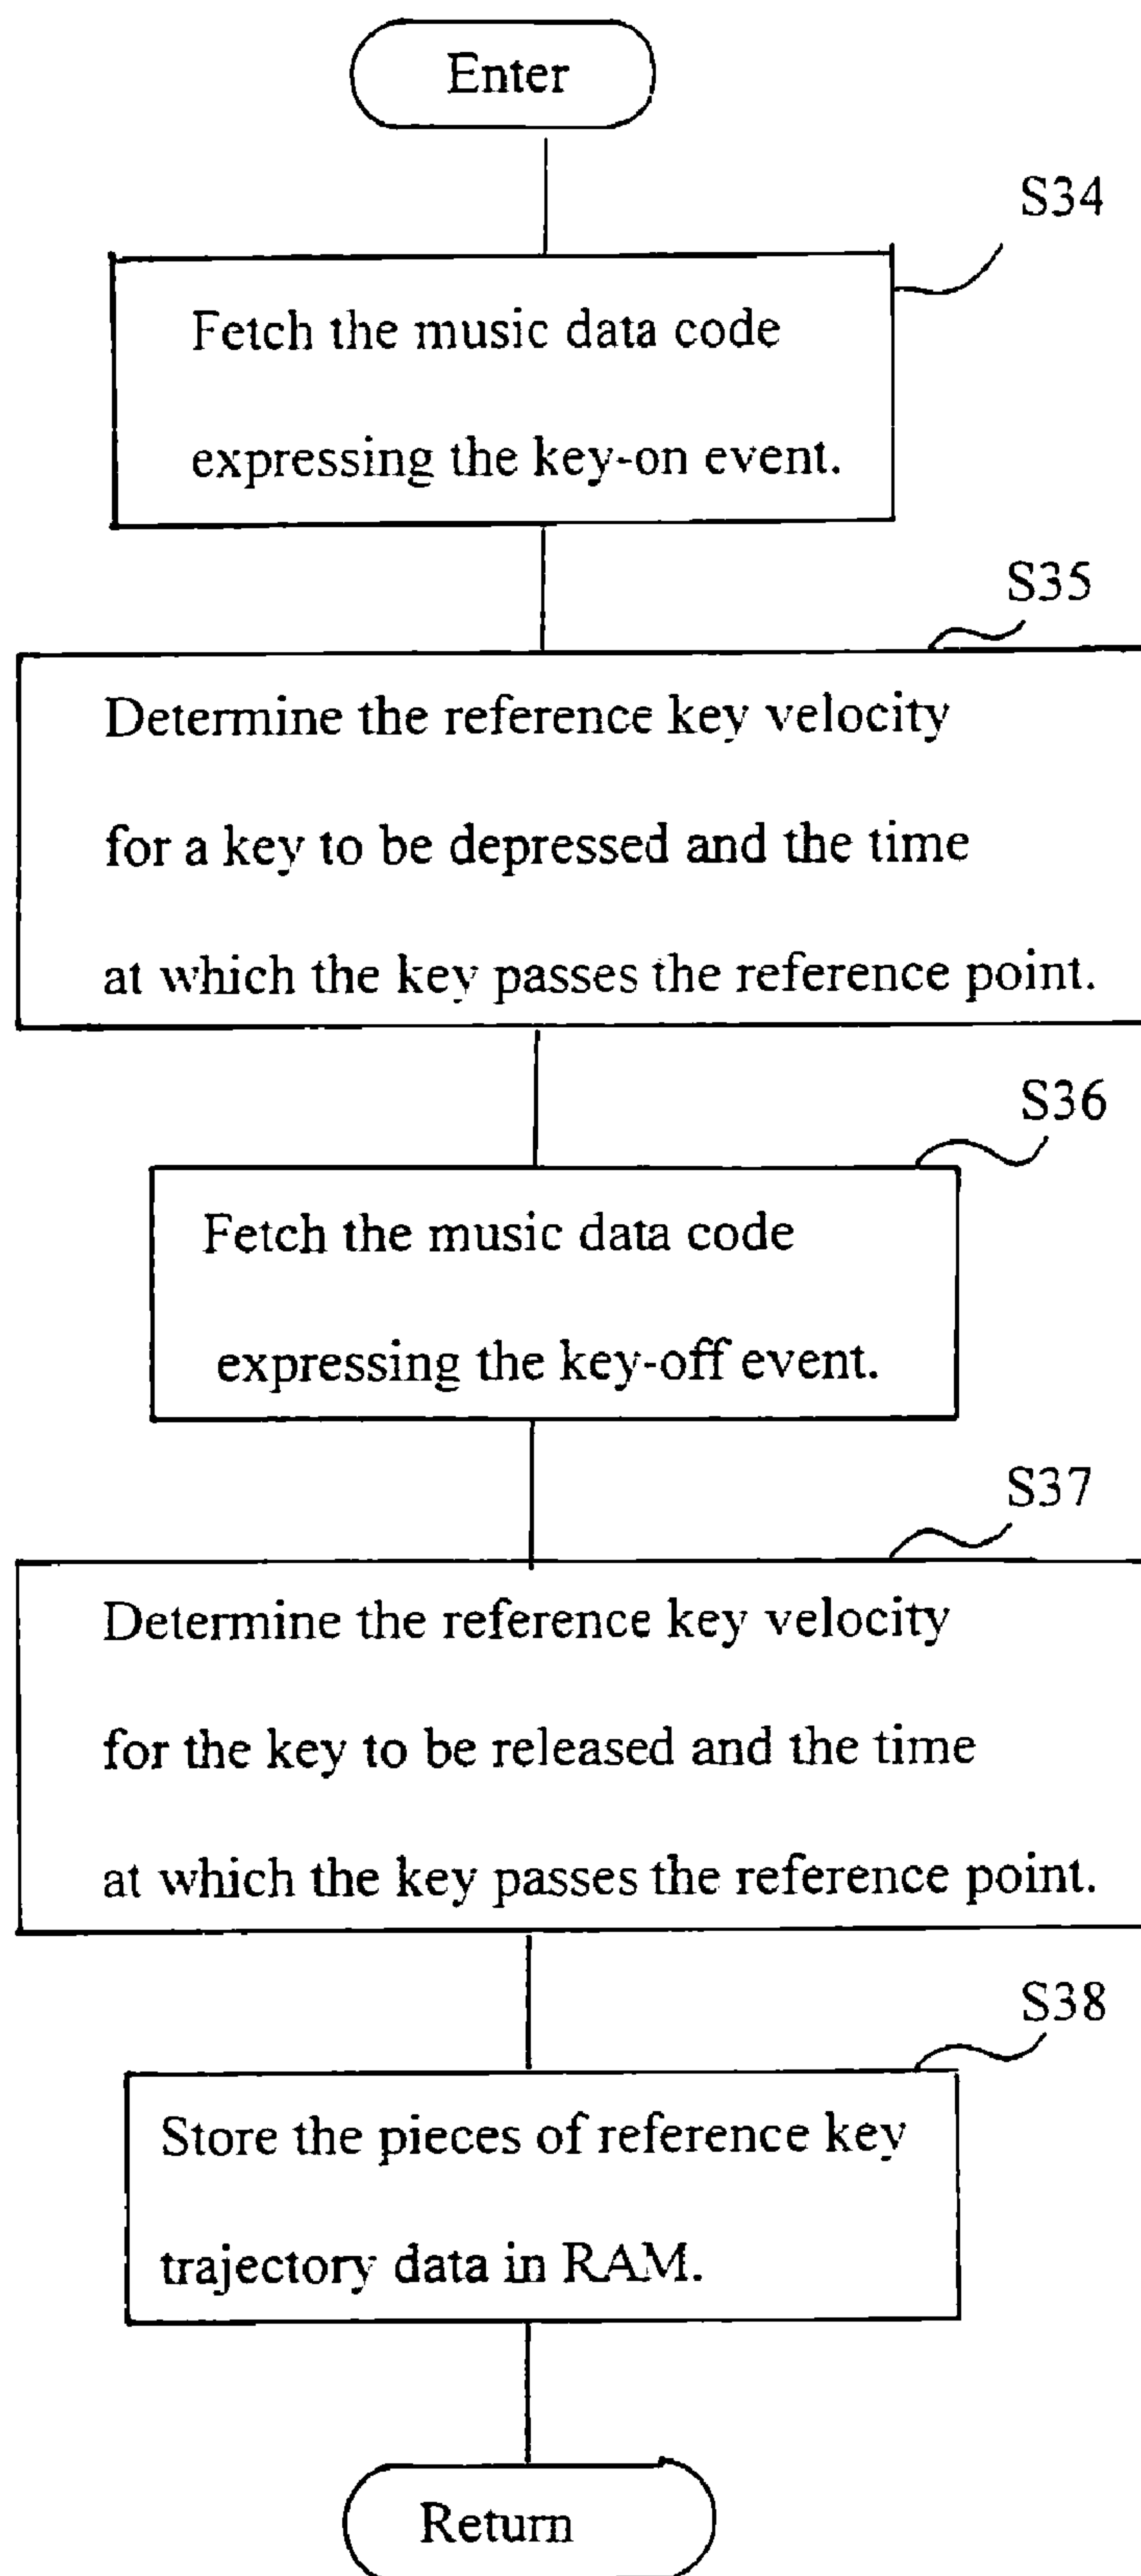 Enter
S34
Fetch the music data code
expressing the key-on event.
S35
Determine the reference key velocity
for a key to be depressed and the time
at which the key passes the reference point.
S36
Fetch the music data code
expressing the key-off event.
S37
Determine the reference key velocity
for the key to be released and the time
at which the key passes the reference point.
S38
Store the pieces of reference key
trajectory data in RAM.
Return